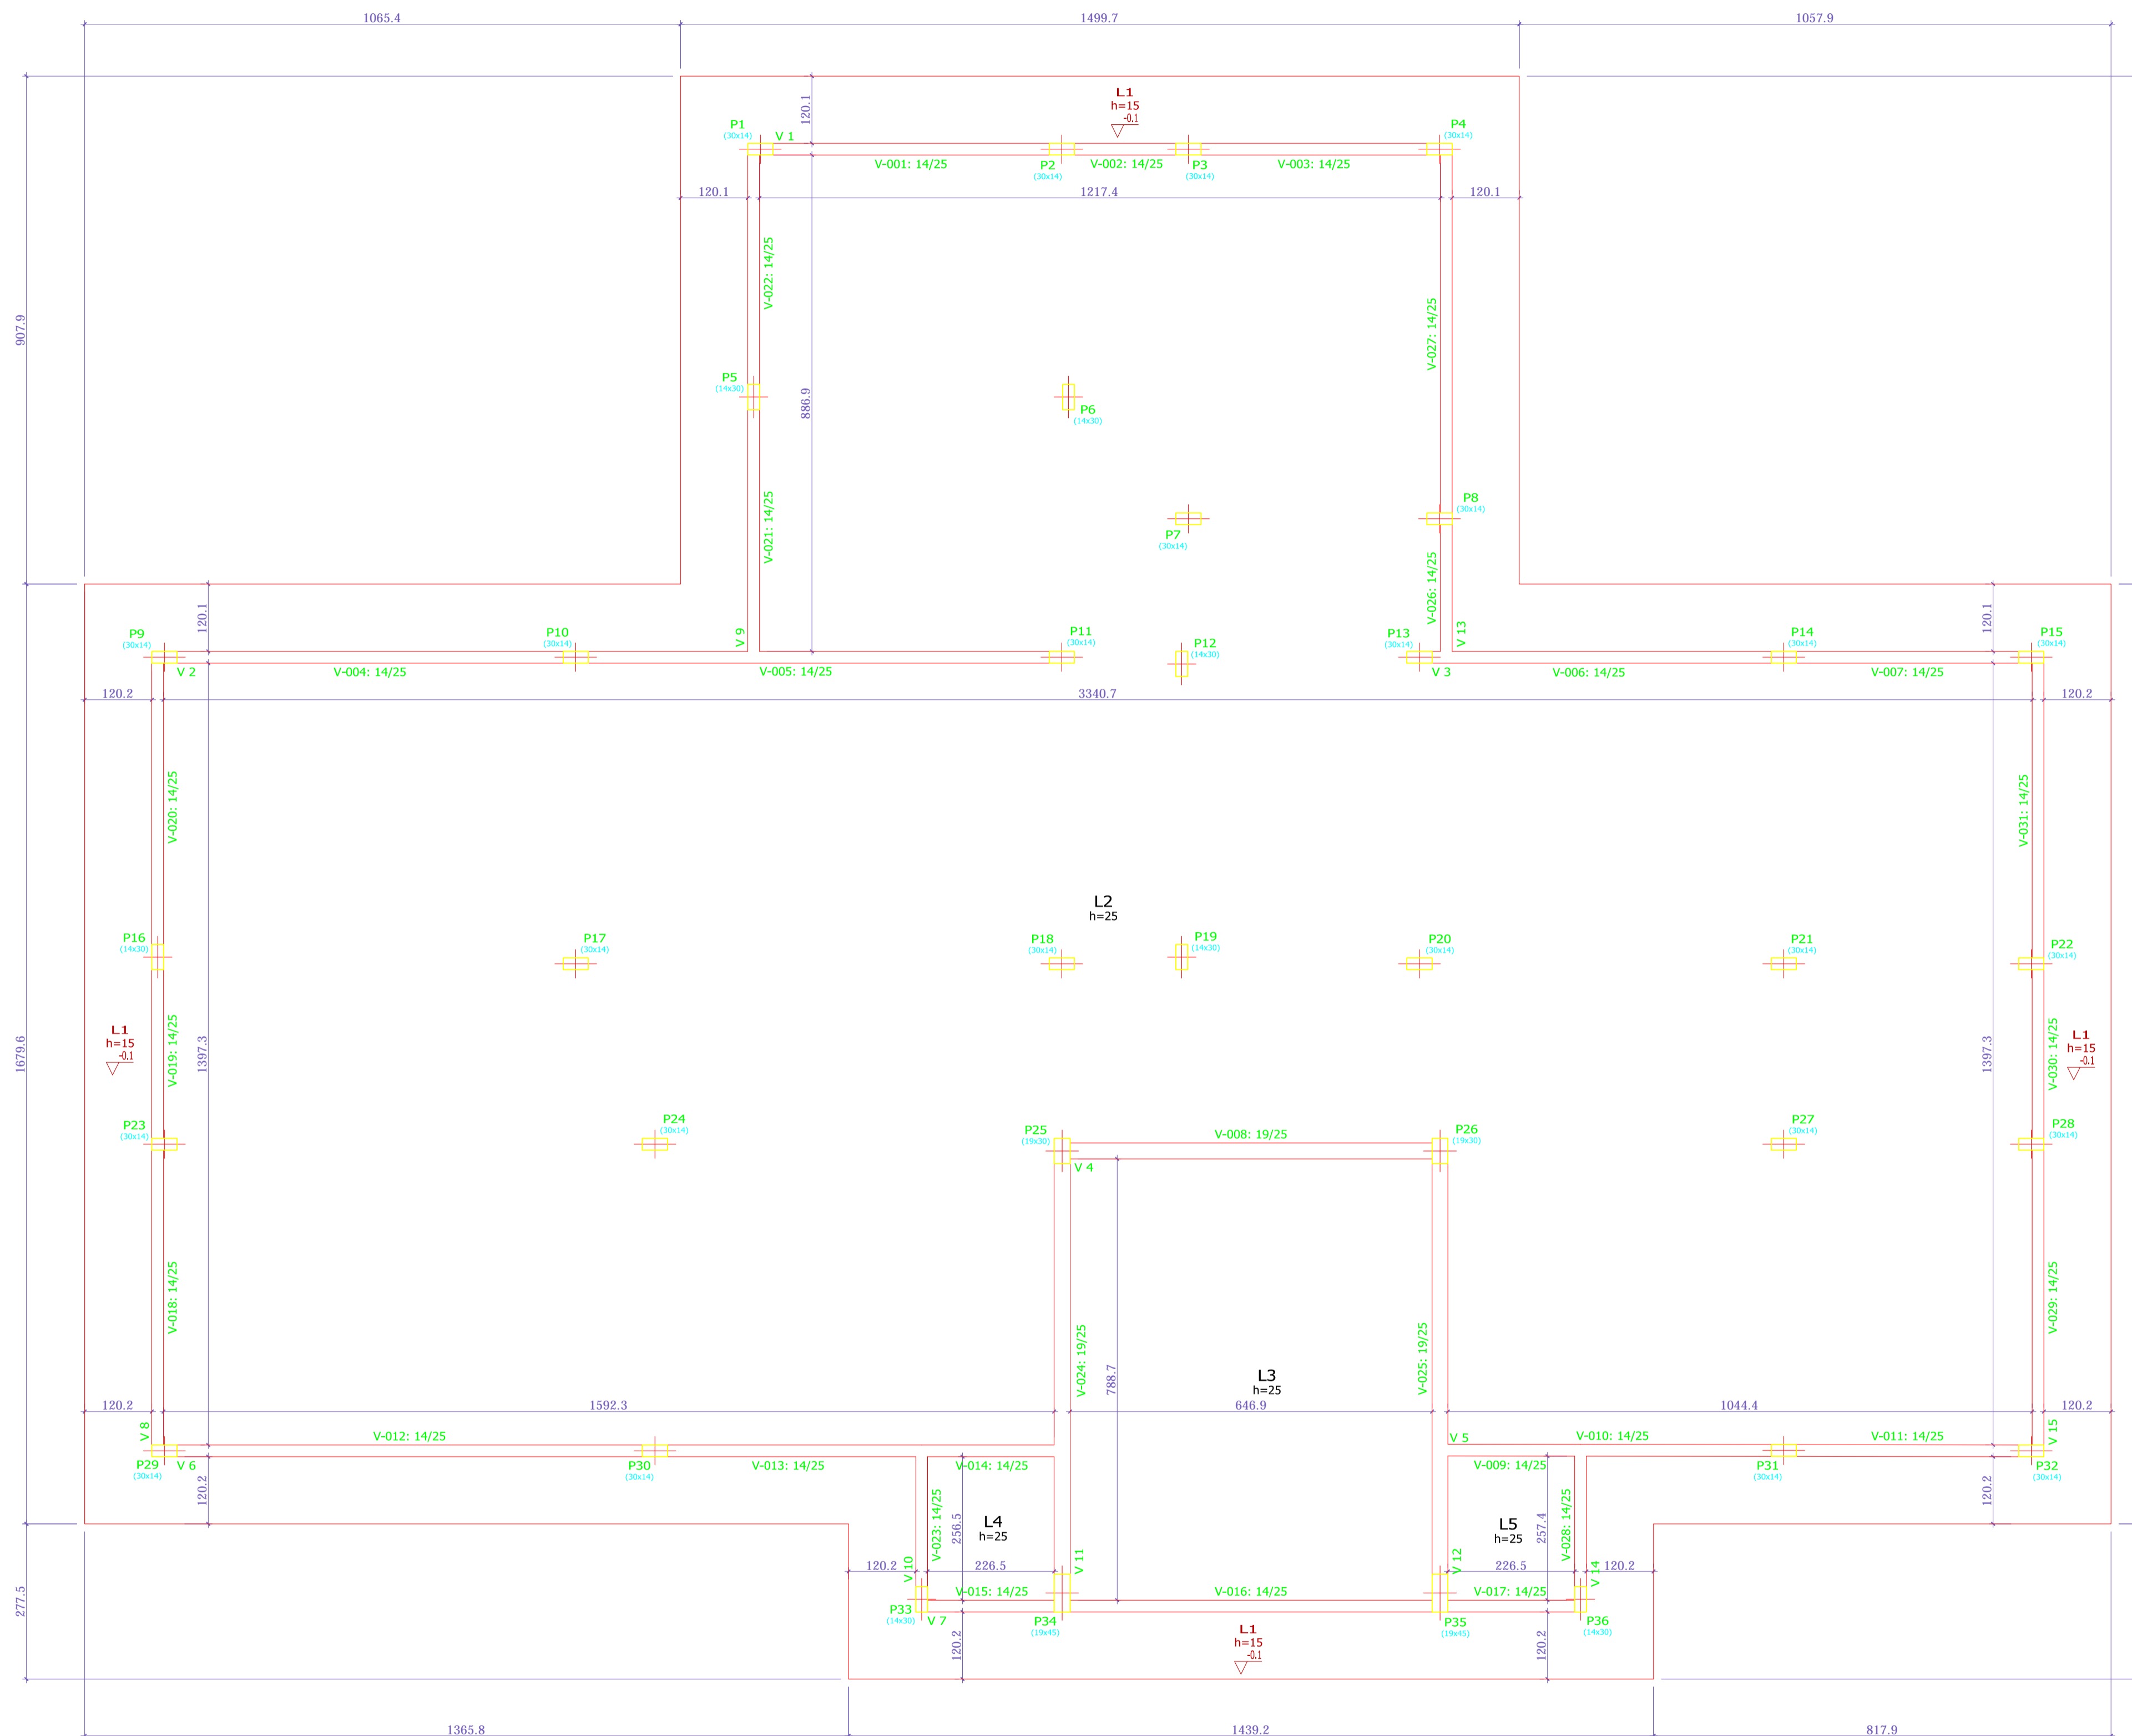 1065.4
1499.7
1057.9
L1
h=15
-0.1
120.1
P1
(30x14)
V 1
P4
(30x14)
V-001: 14/25
P2
(30x14)
V-002: 14/25
P3
(30x14)
V-003: 14/25
120.1
1217.4
120.1
V-022: 14/25
V-027: 14/25
907.9
P5
(14x30)
886.9
P6
(14x30)
P8
(30x14)
V-021: 14/25
P7
(30x14)
V-026: 14/25
120.1
120.1
P9
(30x14)
P10
(30x14)
V 9
P11
(30x14)
P12
(14x30)
P13
(30x14)
V 13
P14
(30x14)
P15
(30x14)
V 2
V-004: 14/25
V-005: 14/25
V 3
V-006: 14/25
V-007: 14/25
120.2
3340.7
120.2
V-020: 14/25
V-031: 14/25
L2
h=25
P16
(14x30)
P17
(30x14)
P18
(30x14)
P19
(14x30)
P20
(30x14)
P21
(30x14)
P22
(30x14)
L1
h=15
-0.1
1679.6
V-019: 14/25
1397.3
1397.3
V-030: 14/25
L1
h=15
-0.1
P23
(30x14)
P24
(30x14)
P25
(19x30)
V-008: 19/25
P26
(19x30)
P27
(30x14)
P28
(30x14)
V 4
V-018: 14/25
V-024: 19/25
788.7
L3
h=25
V-025: 19/25
V-029: 14/25
120.2
1592.3
646.9
1044.4
120.2
V 8
V-012: 14/25
V 5
V-010: 14/25
V-011: 14/25
V 15
P29
(30x14)
V 6
P30
(30x14)
V-013: 14/25
V-014: 14/25
V-009: 14/25
P31
(30x14)
P32
(30x14)
120.2
V-023: 14/25
256.5
L4
h=25
257.4
L5
h=25
V-028: 14/25
120.2
120.2
V 10
226.5
V 11
V 12
226.5
V 14
120.2
277.5
V-015: 14/25
V-016: 14/25
V-017: 14/25
P33
(14x30)
V 7
P34
(19x45)
P35
(19x45)
P36
(14x30)
120.2
L1
h=15
-0.1
120.2
1365.8
1439.2
817.9